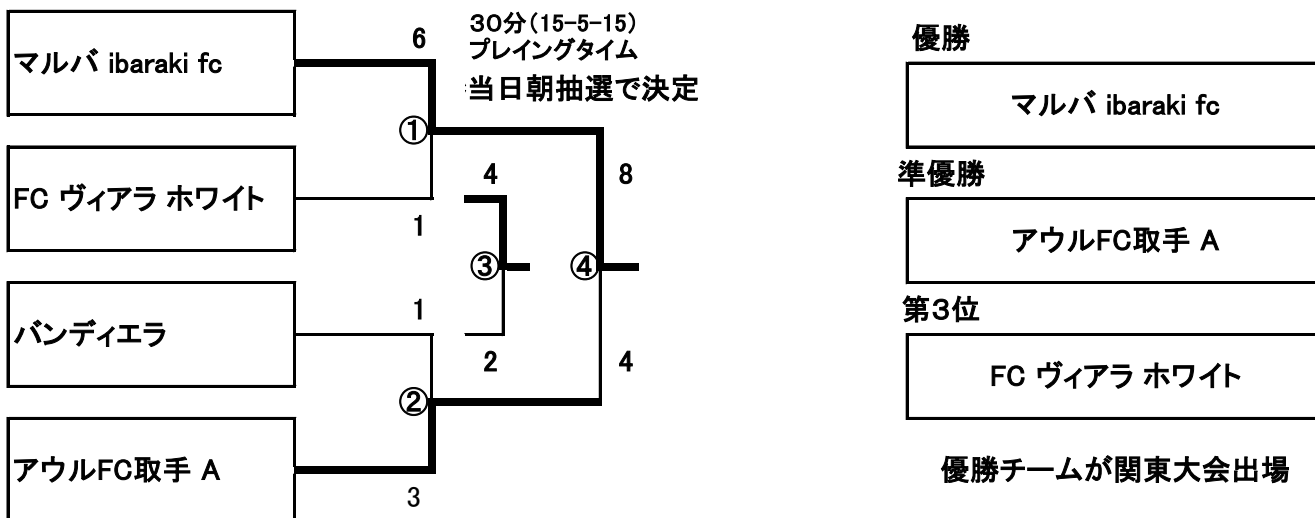 マルバ ibaraki fc
FC ヴィアラ ホワイト
バンディエラ
アウルFC取手 A
6
①
1
1
②
3
30分(15-5-15)
プレイングタイム
当日朝抽選で決定
4
③
2
8
④
4
優勝
マルバ ibaraki fc
準優勝
アウルFC取手 A
第3位
FC ヴィアラ ホワイト
優勝チームが関東大会出場